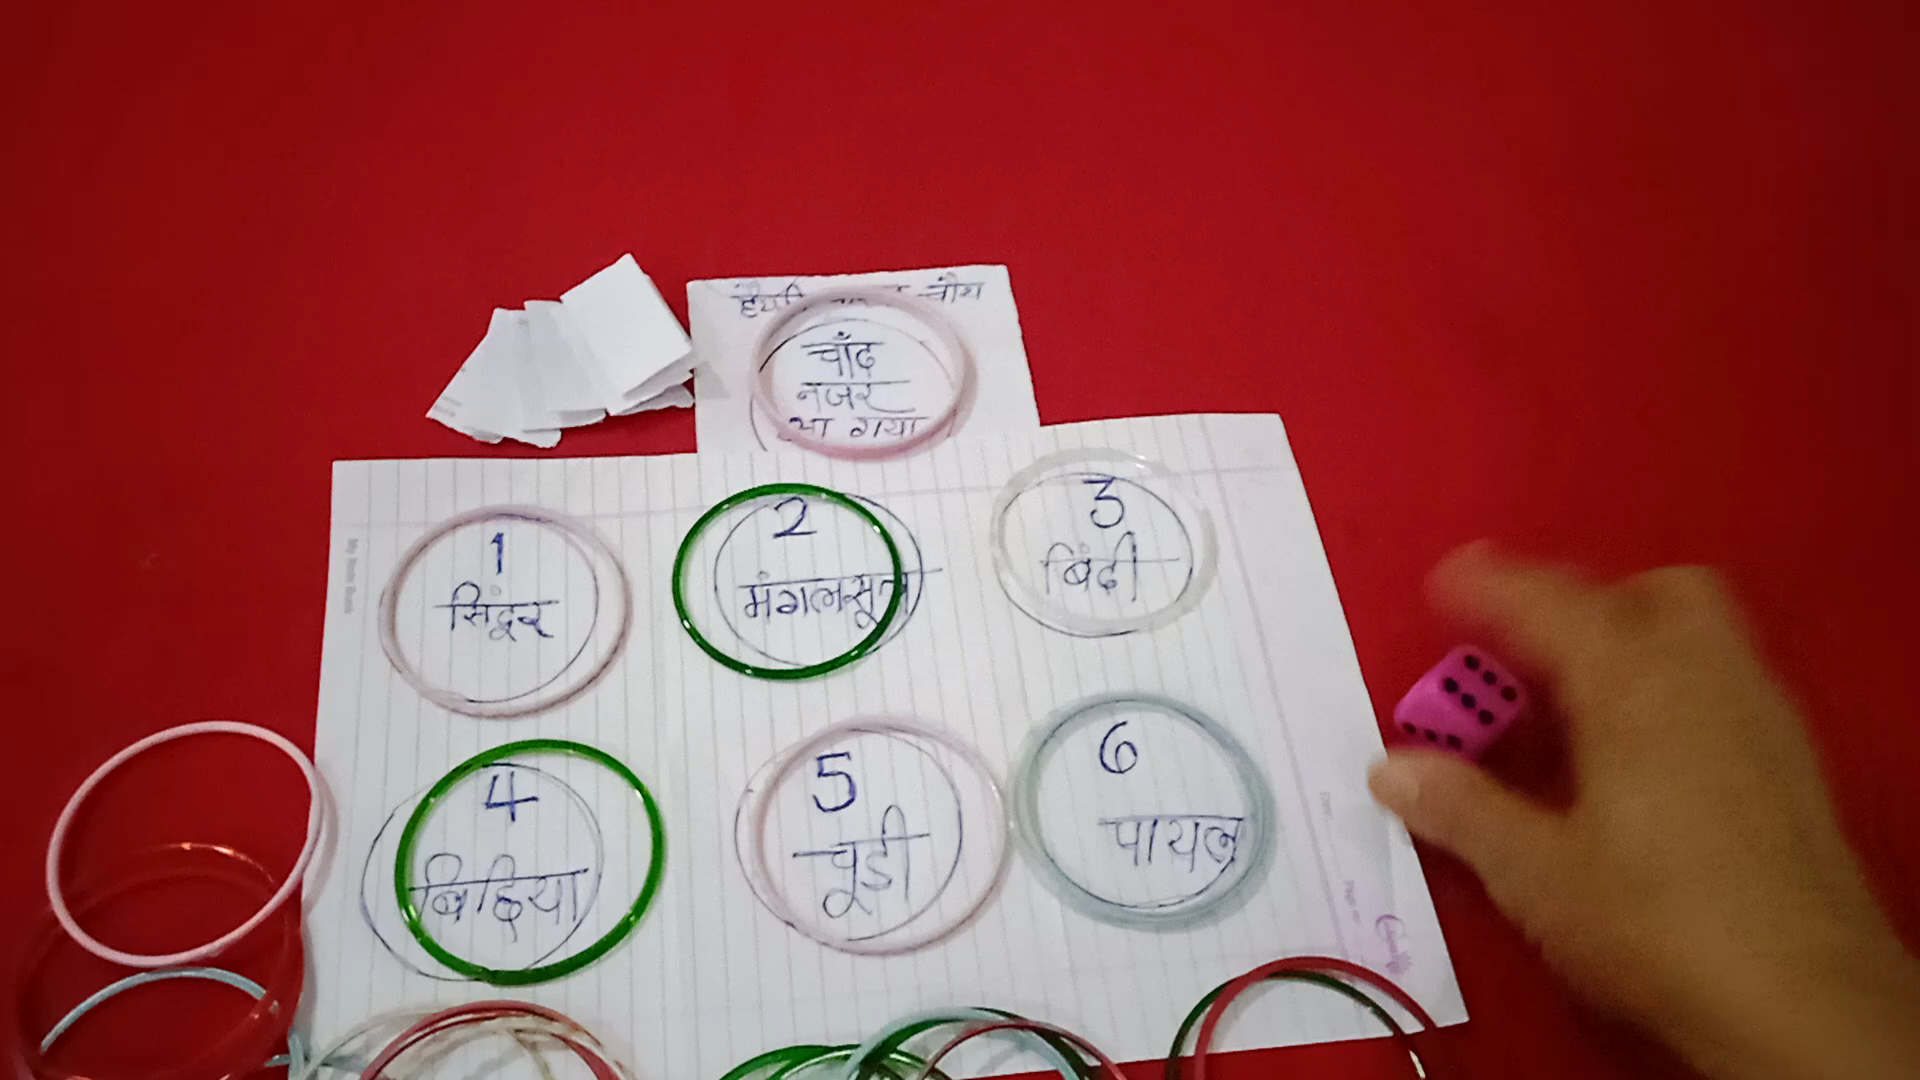 चौथ
चाँद
नजर
आ गया
1
सिंदूर
2
मंगलसूत्र
3
बिंदी
4
बिछिया
5
चूडी
6
पायल